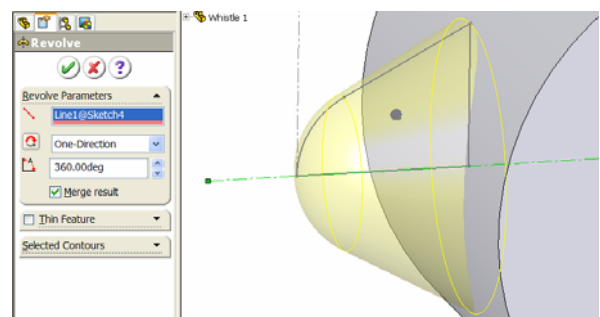 Whistle 1
Revolve
?
Revolve Parameters
Line1@Sketch4
One-Direction
360.00deg
Merge result
Thin Feature
Selected Contours